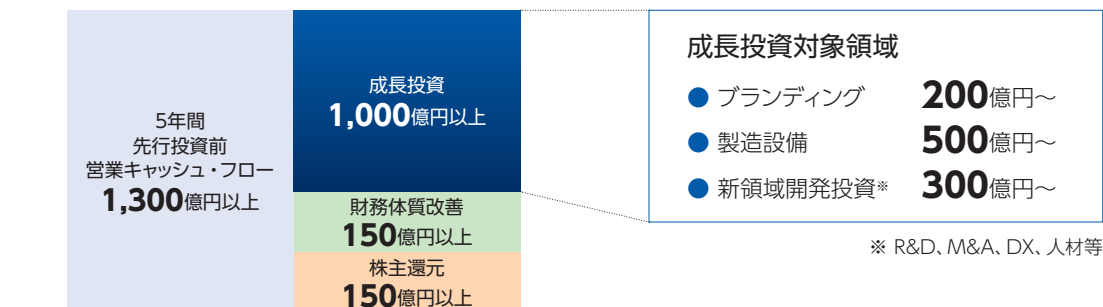 5年間
先行投資前
営業キャッシュ・フロー
1,300億円以上
成長投資
1,000億円以上
財務体質改善
150億円以上
株主還元
150億円以上
成長投資対象領域
● ブランディング 200億円～
● 製造設備 500億円～
● 新領域開発投資※ 300億円～
※ R&D、M&A、DX、人材等